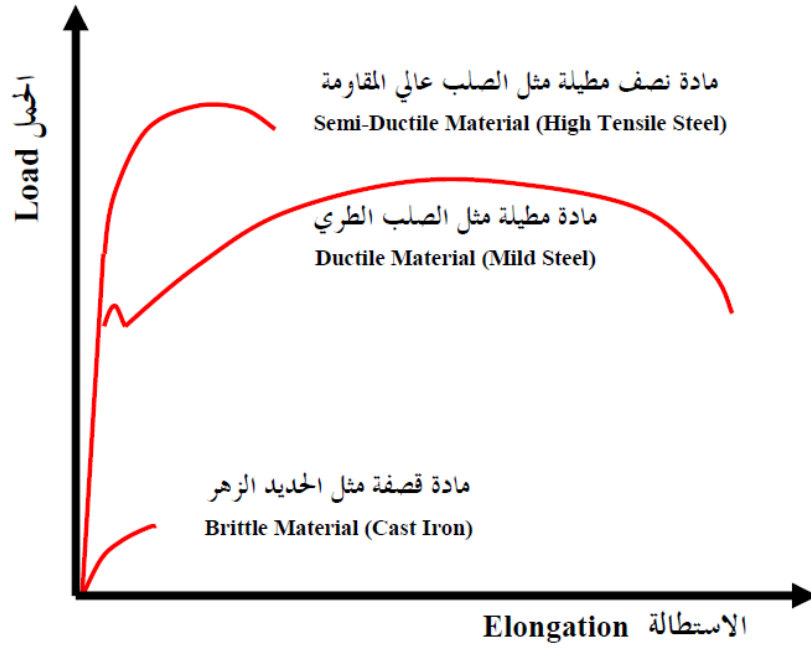 الحمل Load
مادة نصف مطيلة مثل الصلب عالي المقاومة
Semi-Ductile Material (High Tensile Steel)
مادة مطيلة مثل الصلب الطري
Ductile Material (Mild Steel)
مادة قصفة مثل الحديد الزهر
Brittle Material (Cast Iron)
Elongation الاستطالة